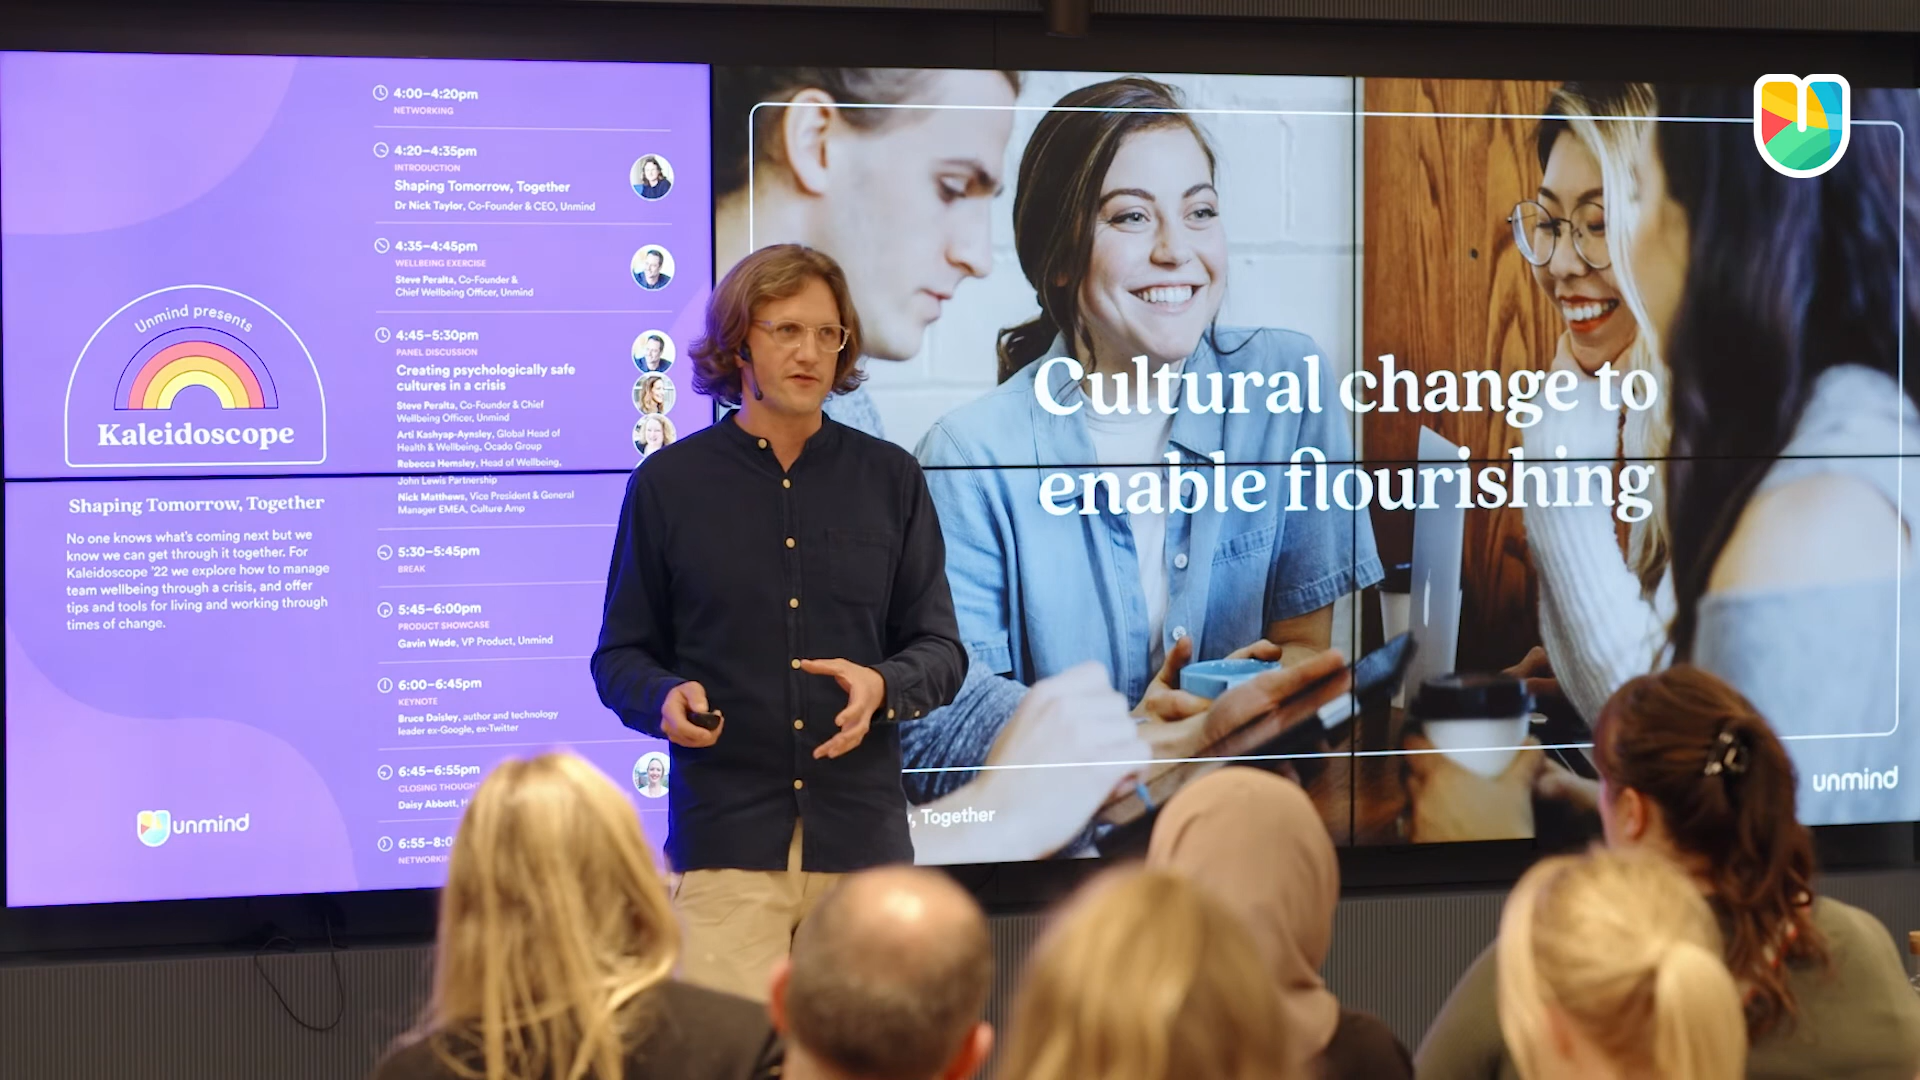 Unmind presents
Kaleidoscope
Shaping Tomorrow, Together
No one knows what's coming next but we
know we can get through it together. For
Kaleidoscope '22 we explore how to manage
team wellbeing through a crisis, and offer
tips and tools for living and working through
times of change.
unmind
4:00–4:20pm
NETWORKING
4:20–4:35pm
INTRODUCTION
Shaping Tomorrow, Together
Dr Nick Taylor, Co-Founder & CEO, Unmind
4:35–4:45pm
WELLBEING EXERCISE
Steve Peralta, Co-Founder &
Chief Wellbeing Officer, Unmind
4:45–5:30pm
PANEL DISCUSSION
Creating psychologically safe
cultures in a crisis
Steve Peralta, Co-Founder & Chief
Wellbeing Officer, Unmind
Arti Kashyap-Aynsley, Global Head of
Health & Wellbeing, Ocado Group
Rebecca Hemsley, Head of Wellbeing,
John Lewis Partnership
Nick Matthews, Vice President & General
Manager EMEA, Culture Amp
5:30–5:45pm
BREAK
5:45–6:00pm
PRODUCT SHOWCASE
Gavin Wade, VP Product, Unmind
6:00–6:45pm
KEYNOTE
Bruce Daisley, author and technology
leader ex-Google, ex-Twitter
6:45–6:55pm
CLOSING
Daisy Abbott,
6:55–8:0
Cultural change to
enable flourishing
, Together
unmind